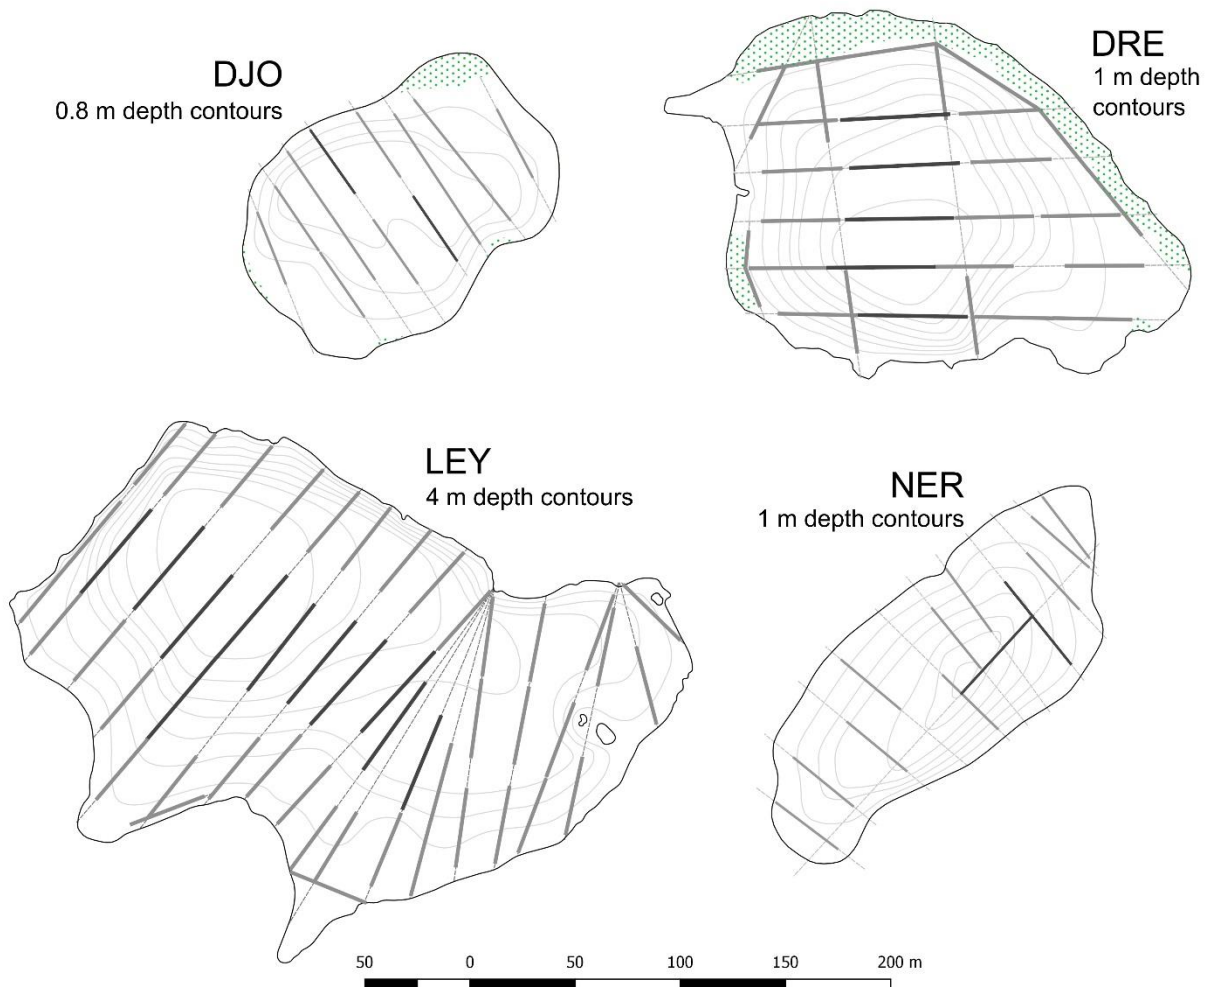 DJO
0.8 m depth contours
DRE
1 m depth
contours
LEY
4 m depth contours
NER
1 m depth contours
50 0 50 100 150 200 m